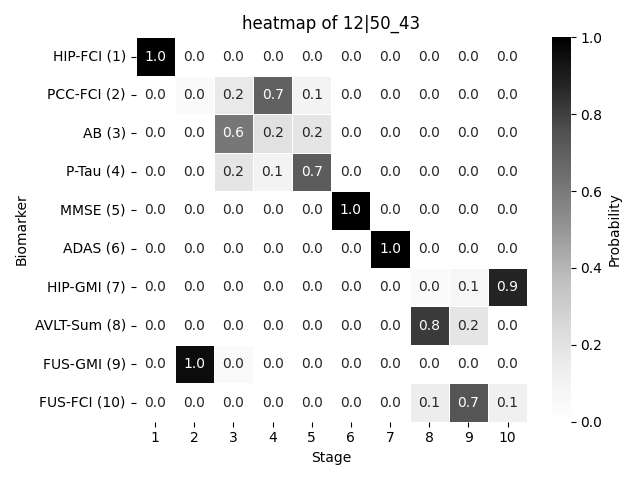 heatmap of 12|50_43
HIP-FCI (1) 1.0 0.0 0.0 0.0 0.0 0.0 0.0 0.0 0.0 0.0
PCC-FCI (2) 0.0 0.0 0.2 0.7 0.1 0.0 0.0 0.0 0.0 0.0
AB (3) 0.0 0.0 0.6 0.2 0.2 0.0 0.0 0.0 0.0 0.0
P-Tau (4) 0.0 0.0 0.2 0.1 0.7 0.0 0.0 0.0 0.0 0.0
MMSE (5) 0.0 0.0 0.0 0.0 0.0 1.0 0.0 0.0 0.0 0.0
ADAS (6) 0.0 0.0 0.0 0.0 0.0 0.0 1.0 0.0 0.0 0.0
HIP-GMI (7) 0.0 0.0 0.0 0.0 0.0 0.0 0.0 0.0 0.1 0.9
AVLT-Sum (8) 0.0 0.0 0.0 0.0 0.0 0.0 0.0 0.8 0.2 0.0
FUS-GMI (9) 0.0 1.0 0.0 0.0 0.0 0.0 0.0 0.0 0.0 0.0
FUS-FCI (10) 0.0 0.0 0.0 0.0 0.0 0.0 0.0 0.1 0.7 0.1
1 2 3 4 5 6 7 8 9 10
Stage
Biomarker
1.0
0.8
0.6
0.4
0.2
0.0
Probability